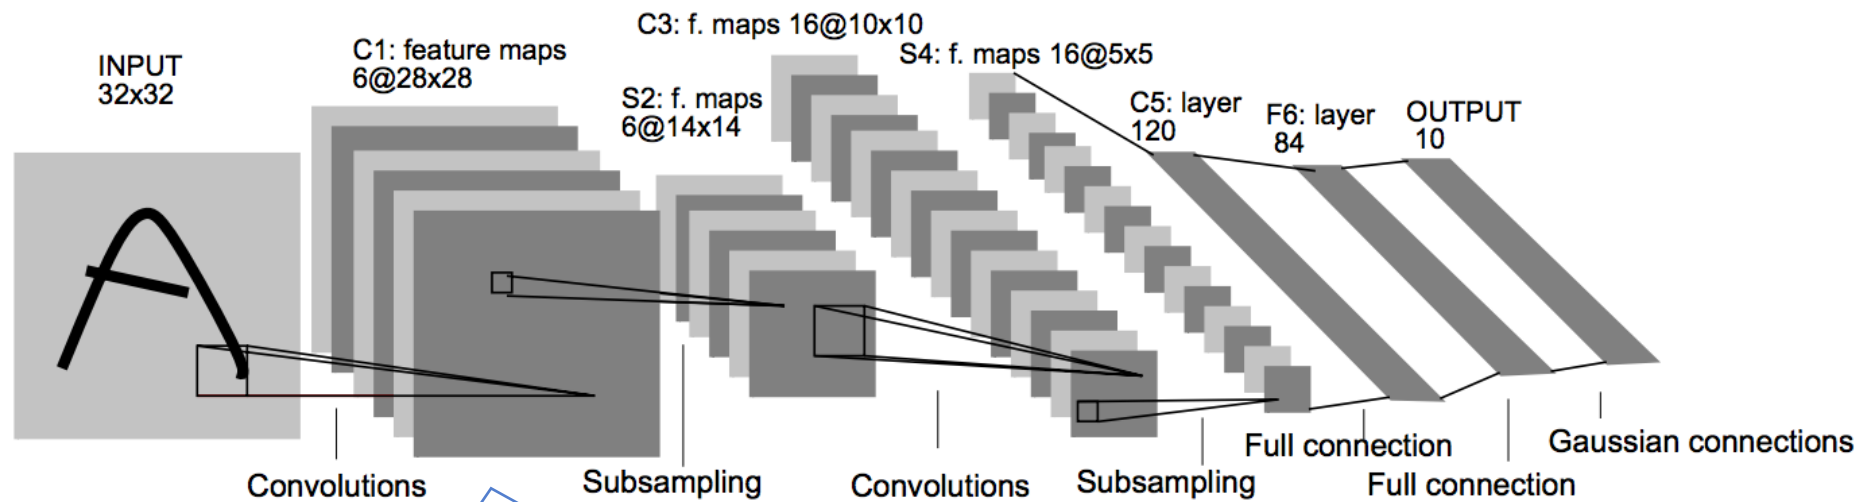 INPUT
32x32
C1: feature maps
6@28x28
S2: f. maps
6@14x14
C3: f. maps 16@10x10
S4: f. maps 16@5x5
C5: layer
120
F6: layer
84
OUTPUT
10
Convolutions
Subsampling
Convolutions
Subsampling
Full connection
Full connection
Gaussian connections